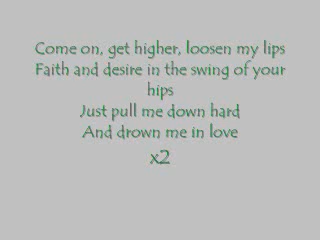 Come on, get higher, loosen my lips
Faith and desire in the swing of your
hips
Just pull me down hard
And drown me in love
x2